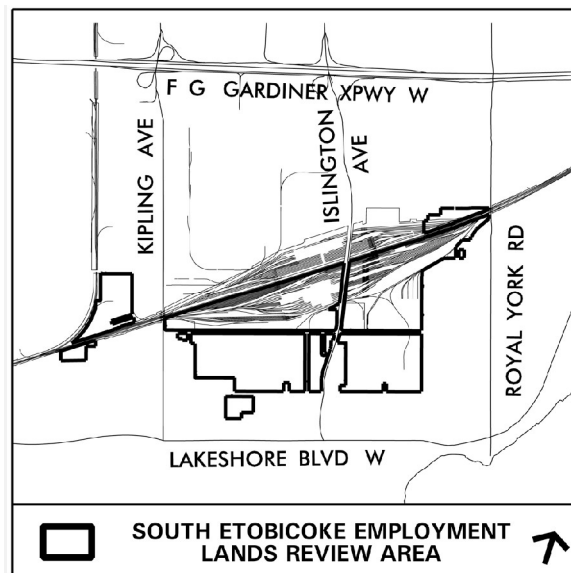 F G GARDINER XPWY W
KIPLING AVE
ISLINGTON
AVE
ROYAL YORK RD
LAKESHORE BLVD W
SOUTH ETOBICOKE EMPLOYMENT
LANDS REVIEW AREA